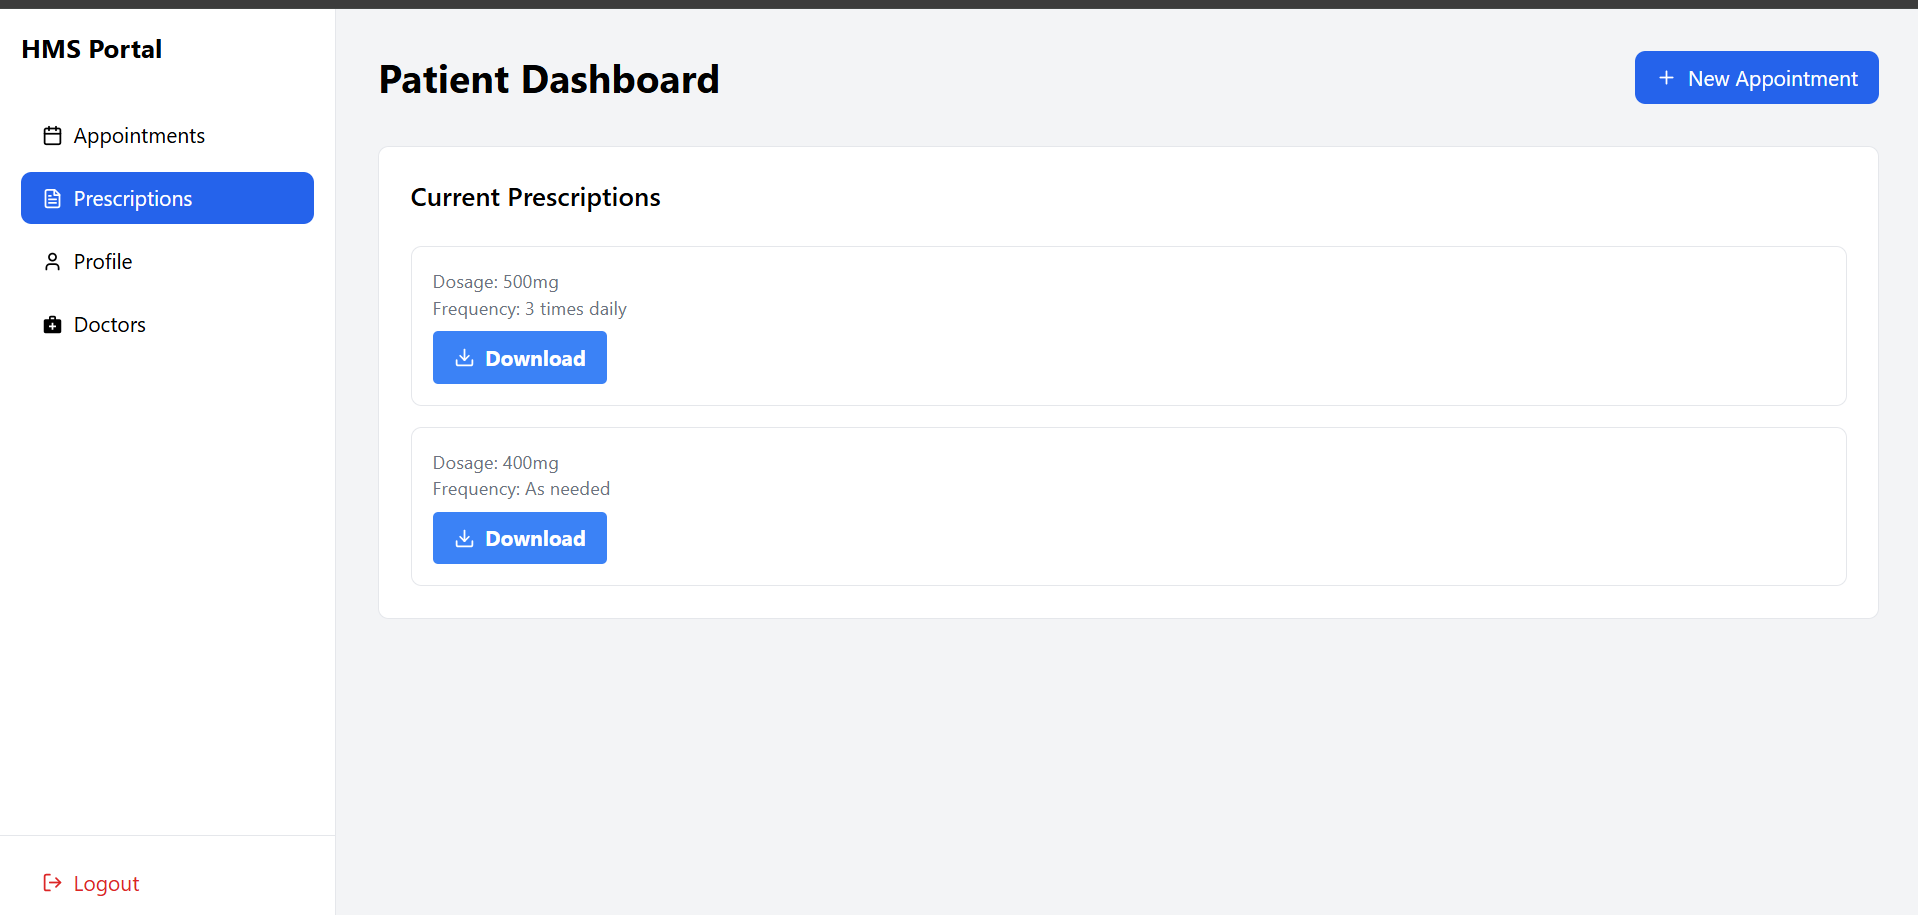 HMS Portal
Appointments
Prescriptions
Profile
Doctors
Logout
Patient Dashboard
New Appointment
Current Prescriptions
Dosage: 500mg
Frequency: 3 times daily
Download
Dosage: 400mg
Frequency: As needed
Download